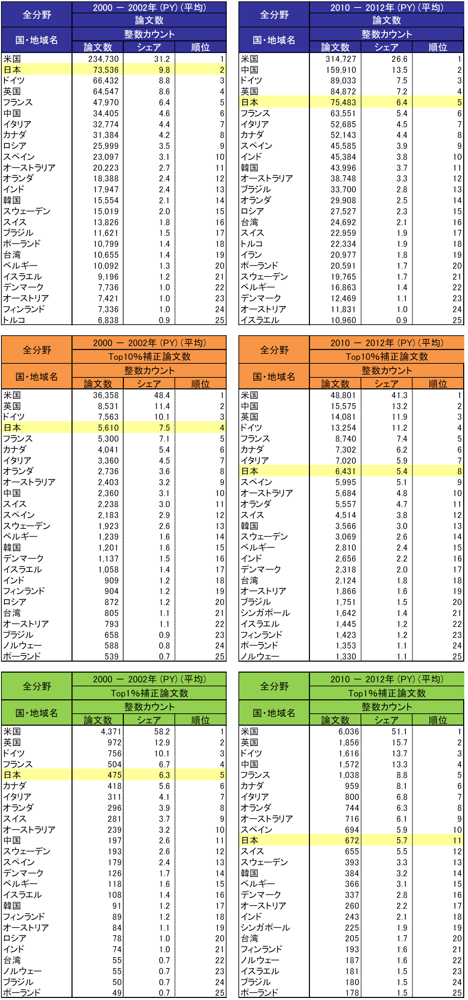 全分野 2000 － 2002年 (PY) (平均)
論文数
国・地域名 整数カウント
論文数 シェア 順位
米国 234,730 31.2 1
日本 73,536 9.8 2
ドイツ 66,432 8.8 3
英国 64,547 8.6 4
フランス 47,970 6.4 5
中国 34,405 4.6 6
イタリア 32,774 4.4 7
カナダ 31,384 4.2 8
ロシア 25,999 3.5 9
スペイン 23,097 3.1 10
オーストラリア 20,223 2.7 11
オランダ 18,388 2.4 12
インド 17,947 2.4 13
韓国 15,554 2.1 14
スウェーデン 15,019 2.0 15
スイス 13,826 1.8 16
ブラジル 11,621 1.5 17
ポーランド 10,799 1.4 18
台湾 10,655 1.4 19
ベルギー 10,092 1.3 20
イスラエル 9,196 1.2 21
デンマーク 7,736 1.0 22
オーストリア 7,421 1.0 23
フィンランド 7,336 1.0 24
トルコ 6,838 0.9 25
全分野 2010 － 2012年 (PY) (平均)
論文数
国・地域名 整数カウント
論文数 シェア 順位
米国 314,727 26.6 1
中国 159,910 13.5 2
ドイツ 89,033 7.5 3
英国 84,872 7.2 4
日本 75,483 6.4 5
フランス 63,551 5.4 6
イタリア 52,685 4.5 7
カナダ 52,143 4.4 8
スペイン 45,585 3.9 9
インド 45,384 3.8 10
韓国 43,996 3.7 11
オーストラリア 38,748 3.3 12
ブラジル 33,700 2.8 13
オランダ 29,908 2.5 14
ロシア 27,527 2.3 15
台湾 24,692 2.1 16
スイス 22,959 1.9 17
トルコ 22,334 1.9 18
イラン 20,977 1.8 19
ポーランド 20,591 1.7 20
スウェーデン 19,765 1.7 21
ベルギー 16,863 1.4 22
デンマーク 12,469 1.1 23
オーストリア 11,831 1.0 24
イスラエル 10,960 0.9 25
全分野 2000 － 2002年 (PY) (平均)
Top10%補正論文数
国・地域名 整数カウント
論文数 シェア 順位
米国 36,358 48.4 1
英国 8,531 11.4 2
ドイツ 7,563 10.1 3
日本 5,610 7.5 4
フランス 5,300 7.1 5
カナダ 4,041 5.4 6
イタリア 3,360 4.5 7
オランダ 2,736 3.6 8
オーストラリア 2,403 3.2 9
中国 2,360 3.1 10
スイス 2,238 3.0 11
スペイン 2,183 2.9 12
スウェーデン 1,923 2.6 13
ベルギー 1,239 1.6 14
韓国 1,201 1.6 15
デンマーク 1,137 1.5 16
イスラエル 1,058 1.4 17
インド 909 1.2 18
フィンランド 904 1.2 19
ロシア 872 1.2 20
台湾 805 1.1 21
オーストリア 793 1.1 22
ブラジル 658 0.9 23
ノルウェー 588 0.8 24
ポーランド 539 0.7 25
全分野 2010 － 2012年 (PY) (平均)
Top10%補正論文数
国・地域名 整数カウント
論文数 シェア 順位
米国 48,801 41.3 1
中国 15,575 13.2 2
英国 14,081 11.9 3
ドイツ 13,254 11.2 4
フランス 8,740 7.4 5
カナダ 7,302 6.2 6
イタリア 7,020 5.9 7
日本 6,431 5.4 8
スペイン 5,995 5.1 9
オーストラリア 5,684 4.8 10
オランダ 5,557 4.7 11
スイス 4,514 3.8 12
韓国 3,566 3.0 13
スウェーデン 3,069 2.6 14
ベルギー 2,810 2.4 15
インド 2,656 2.2 16
デンマーク 2,318 2.0 17
台湾 2,124 1.8 18
オーストリア 1,866 1.6 19
ブラジル 1,751 1.5 20
シンガポール 1,642 1.4 21
イスラエル 1,445 1.2 22
フィンランド 1,423 1.2 23
ポーランド 1,353 1.1 24
ノルウェー 1,330 1.1 25
全分野 2000 － 2002年 (PY) (平均)
Top1%補正論文数
国・地域名 整数カウント
論文数 シェア 順位
米国 4,371 58.2 1
英国 972 12.9 2
ドイツ 756 10.1 3
フランス 504 6.7 4
日本 475 6.3 5
カナダ 418 5.6 6
イタリア 311 4.1 7
オランダ 296 3.9 8
スイス 281 3.7 9
オーストラリア 239 3.2 10
中国 197 2.6 11
スウェーデン 193 2.6 12
スペイン 179 2.4 13
デンマーク 126 1.7 14
ベルギー 118 1.6 15
イスラエル 108 1.4 16
韓国 91 1.2 17
フィンランド 89 1.2 18
オーストリア 84 1.1 19
ロシア 78 1.0 20
インド 74 1.0 21
台湾 55 0.7 22
ノルウェー 55 0.7 23
ブラジル 50 0.7 24
ポーランド 49 0.7 25
全分野 2010 － 2012年 (PY) (平均)
Top1%補正論文数
国・地域名 整数カウント
論文数 シェア 順位
米国 6,036 51.1 1
英国 1,856 15.7 2
ドイツ 1,616 13.7 3
中国 1,572 13.3 4
フランス 1,038 8.8 5
カナダ 959 8.1 6
イタリア 800 6.8 7
オランダ 744 6.3 8
オーストラリア 716 6.1 9
スペイン 694 5.9 10
日本 672 5.7 11
スイス 655 5.5 12
スウェーデン 393 3.3 13
韓国 384 3.2 14
ベルギー 366 3.1 15
デンマーク 337 2.8 16
オーストリア 260 2.2 17
インド 243 2.1 18
シンガポール 225 1.9 19
台湾 205 1.7 20
フィンランド 193 1.6 21
ノルウェー 187 1.6 22
イスラエル 181 1.5 23
ブラジル 180 1.5 24
ポーランド 178 1.5 25